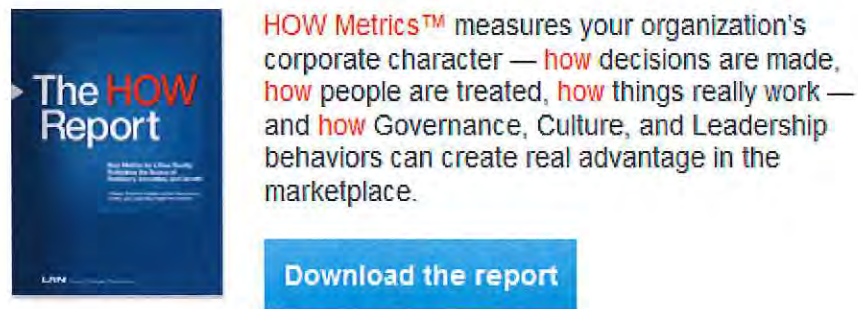 The HOW
Report
LRN
HOW Metrics™ measures your organization's
corporate character — how decisions are made,
how people are treated, how things really work —
and how Governance, Culture, and Leadership
behaviors can create real advantage in the
marketplace.
Download the report